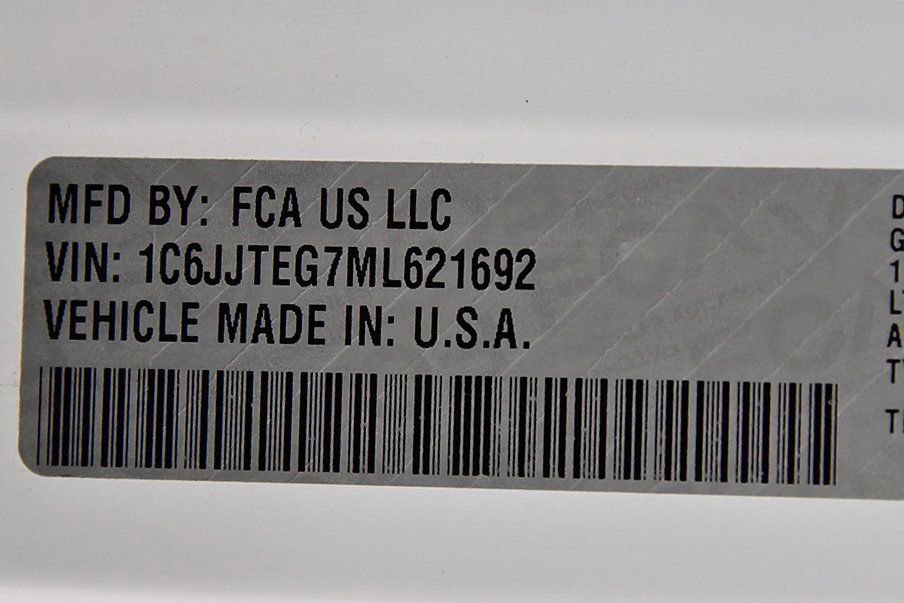 MFD BY: FCA US LLC
VIN: 1C6JJTEG7ML621692
VEHICLE MADE IN: U.S.A.